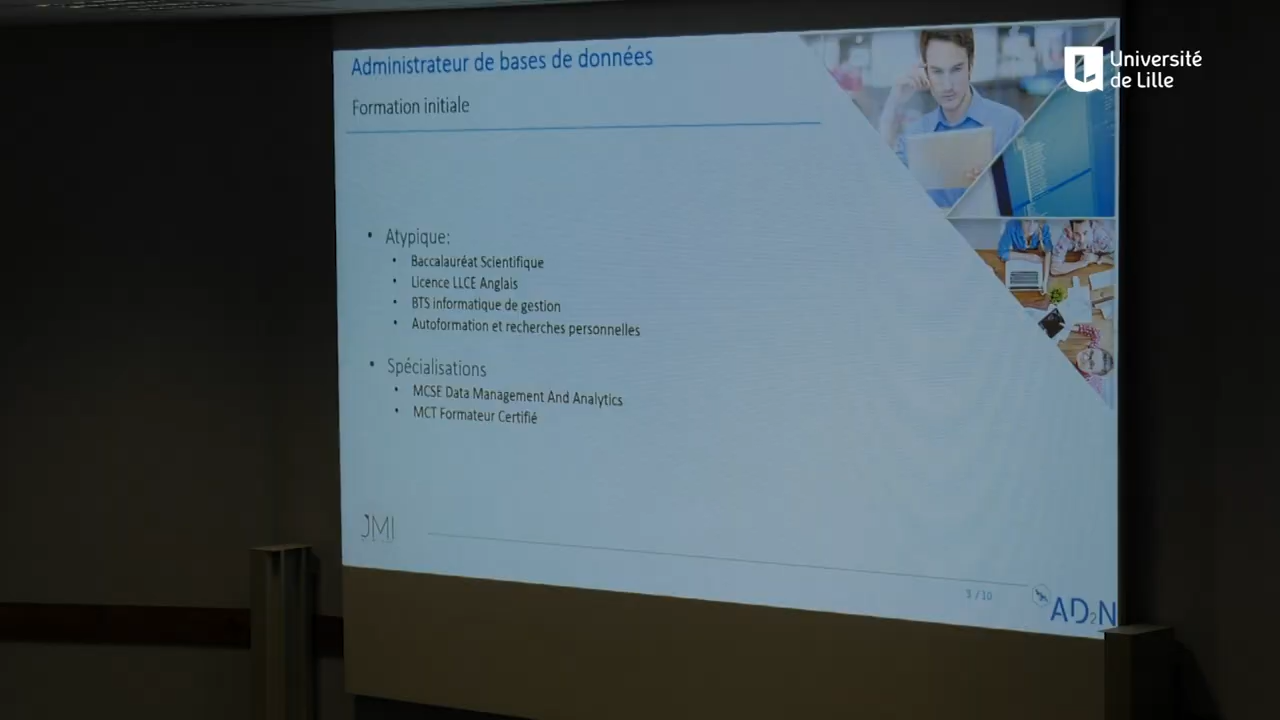 Administrateur de bases de données
Formation initiale
Université
de Lille
• Atypique:
• Baccalauréat Scientifique
• Licence LLCE Anglais
• BTS informatique de gestion
• Autoformation et recherches personnelles
• Spécialisations
• MCSE Data Management And Analytics
• MCT Formateur Certifié
JMI
3 / 10
AD2N